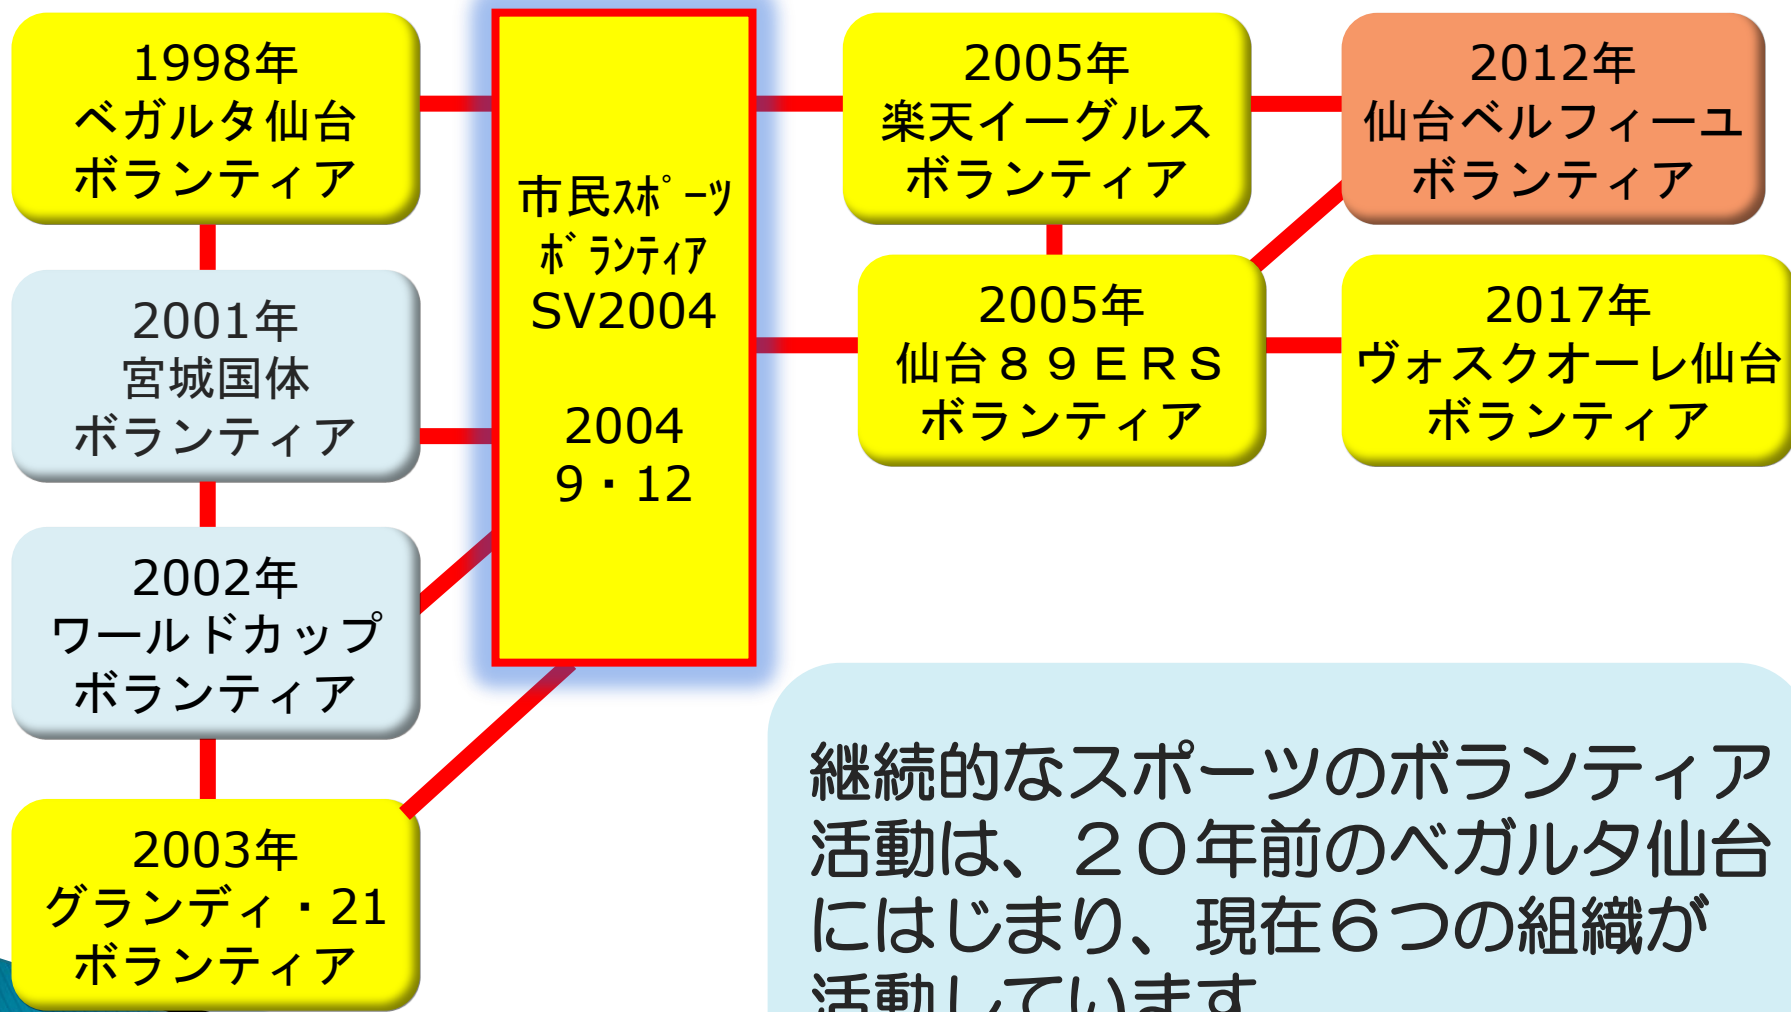 1998年
ベガルタ仙台
ボランティア
2001年
宮城国体
ボランティア
2002年
ワールドカップ
ボランティア
2003年
グランディ・21
ボランティア
市民ｽﾎﾟｰﾂ
ﾎﾞﾗﾝﾃｨｱ
SV2004
2004
9・12
2005年
楽天イーグルス
ボランティア
2005年
仙台８９ＥＲＳ
ボランティア
2012年
仙台ベルフィーユ
ボランティア
2017年
ヴォスクオーレ仙台
ボランティア
継続的なスポーツのボランティア
活動は、２０年前のベガルタ仙台
にはじまり、現在６つの組織が
活動しています